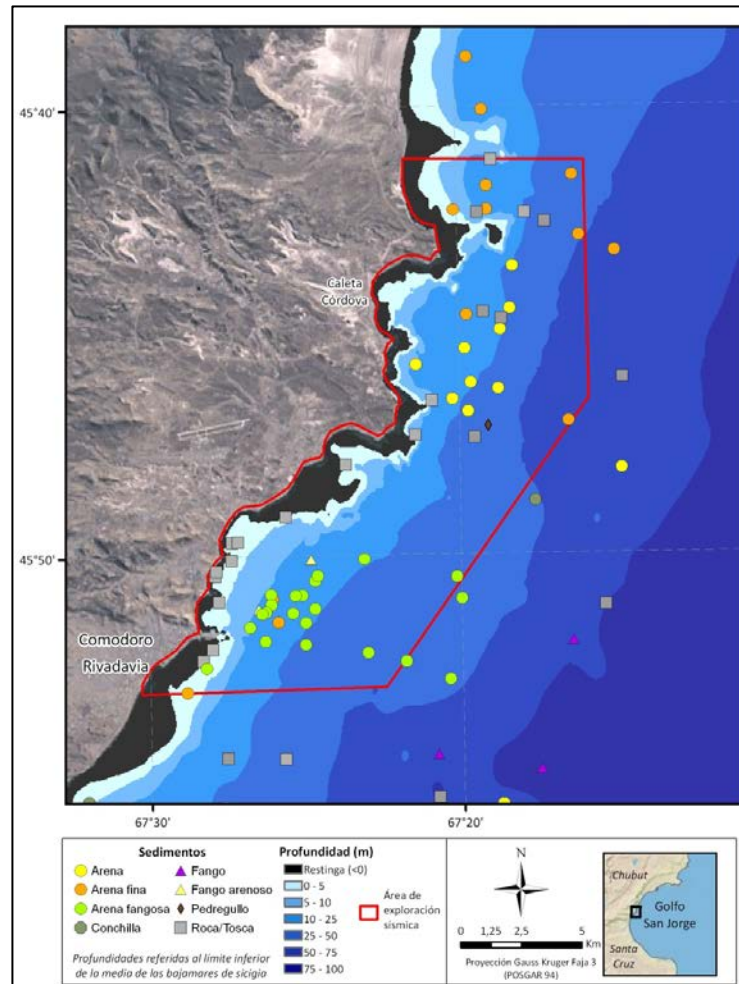 45°40'
Caleta
Córdova
45°50'
Comodoro
Rivadavia
67°30'
67°20'
Sedimentos
Arena
Arena fina
Arena fangosa
Conchilla
Fango
Fango arenoso
Pedregullo
Roca/Tosca
Profundidades referidas al límite inferior
de la media de las bajamares de sicigia
Profundidad (m)
Restinga (<0)
0 - 5
5 - 10
10 - 25
25 - 50
50 - 75
75 - 100
Área de
exploración
sísmica
N
0 1,25 2,5 5
Km
Proyección Gauss Kruger Faja 3
(POSGAR 94)
Chubut
Golfo
San Jorge
Santa
Cruz